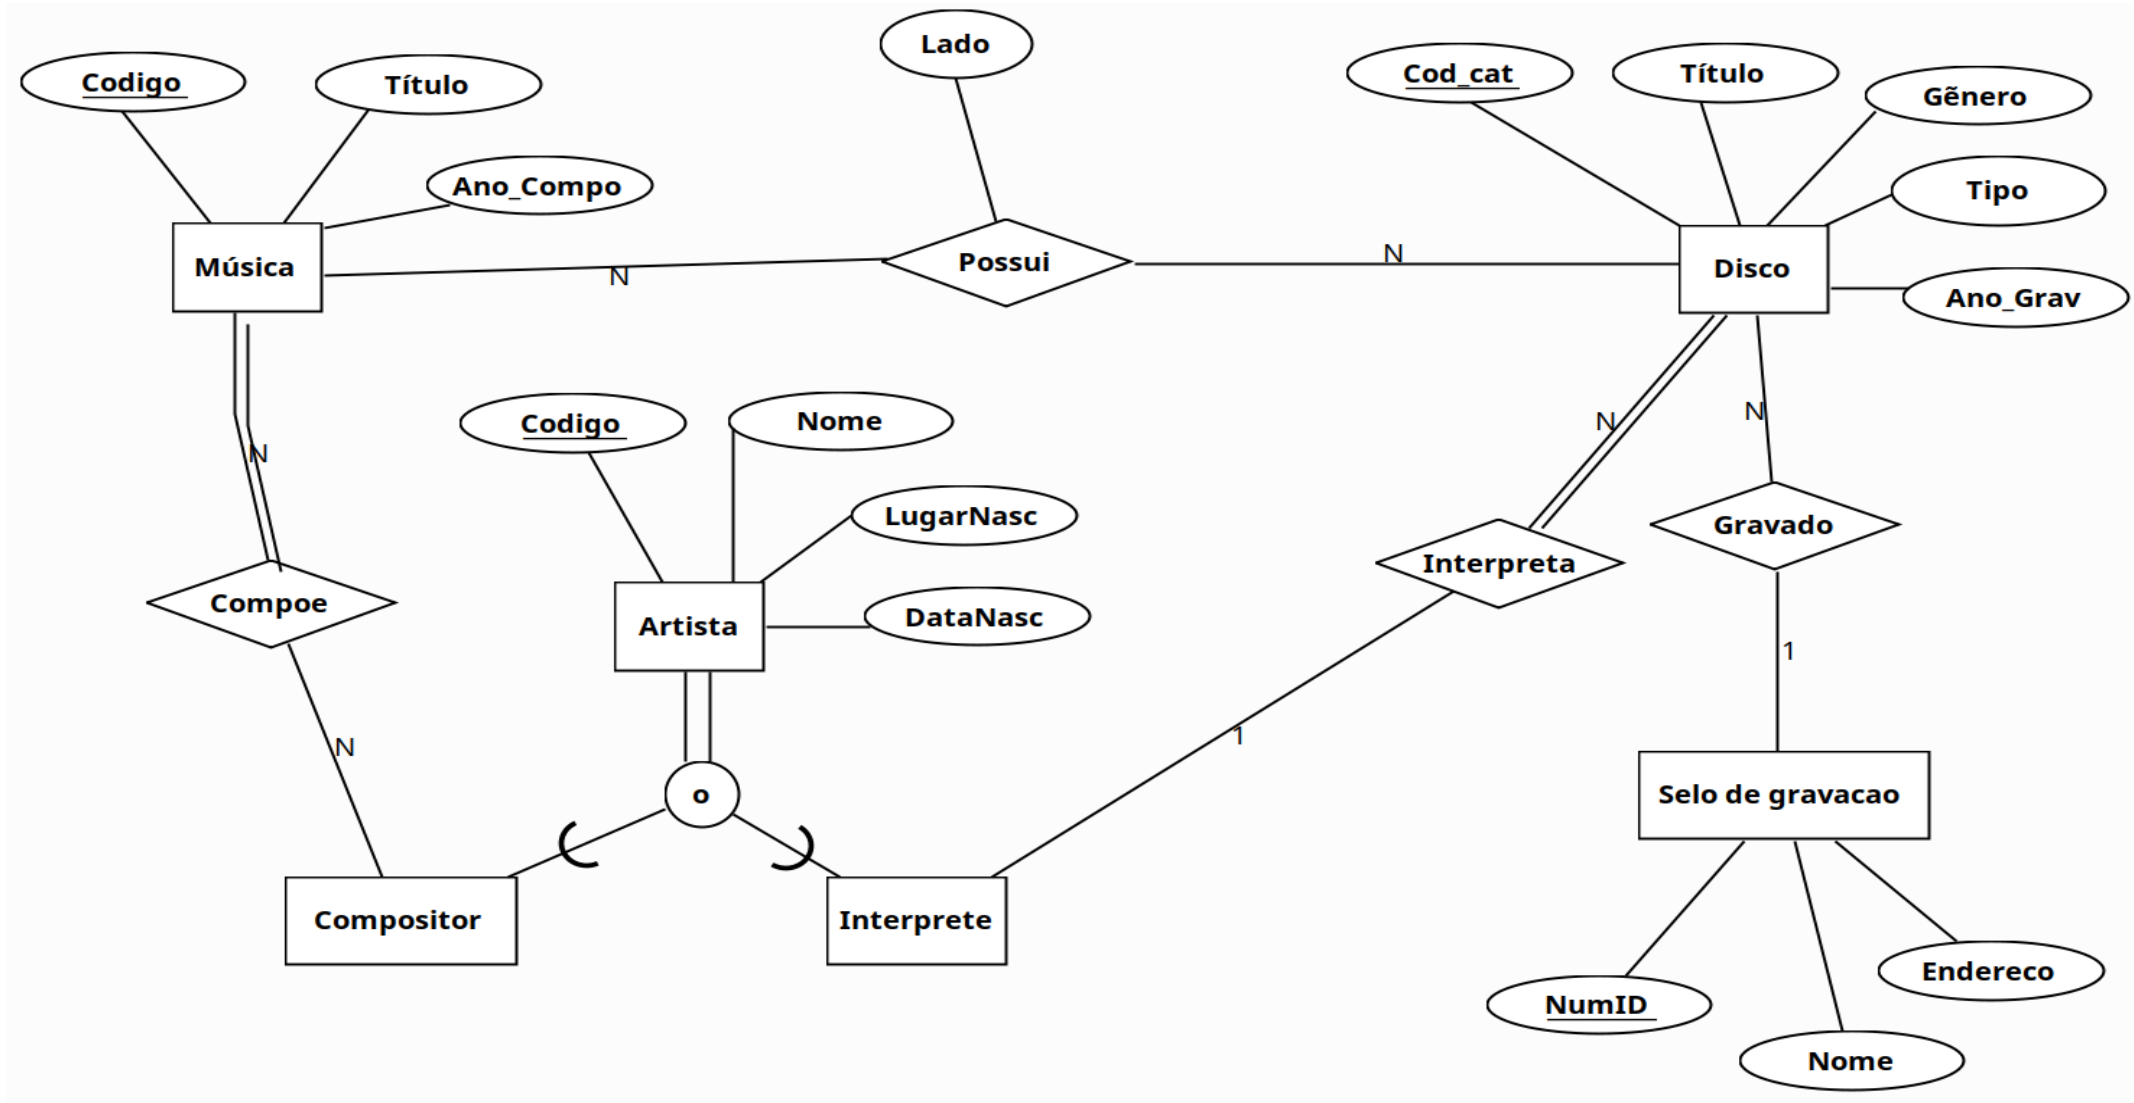 Lado
Codigo
Título
Cod_cat
Título
Gẽnero
Ano_Compo
Tipo
Música
N
Possui
N
Disco
Ano_Grav
Codigo
Nome
N
N
N
LugarNasc
Gravado
Interpreta
Compoe
Artista
DataNasc
1
N
1
o
Selo de gravacao
Compositor
Interprete
Endereco
NumID
Nome